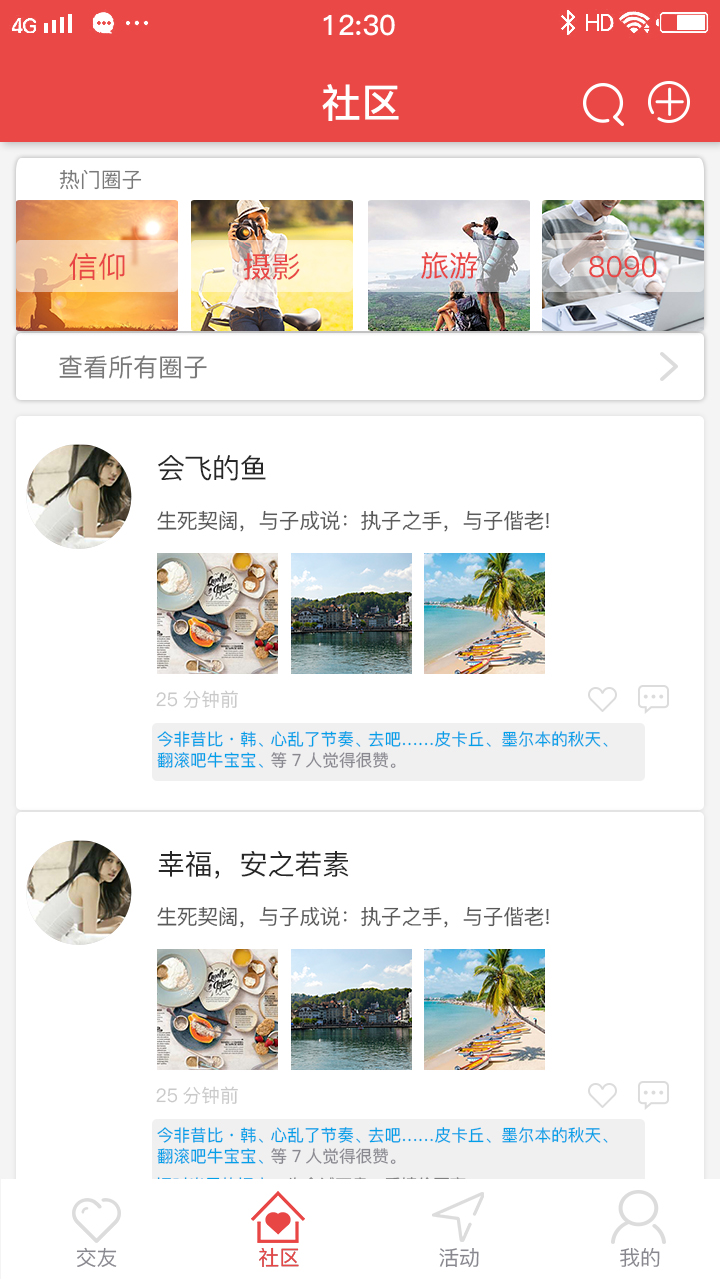 4G 12:30 HD
社区
热门圈子
信仰 摄影 旅游 8090
查看所有圈子
会飞的鱼
生死契阔，与子成说：执子之手，与子偕老!
25 分钟前
今非昔比·韩、心乱了节奏、去吧……皮卡丘、墨尔本的秋天、
翻滚吧牛宝宝、等 7 人觉得很赞。
幸福，安之若素
生死契阔，与子成说：执子之手，与子偕老!
25 分钟前
今非昔比·韩、心乱了节奏、去吧……皮卡丘、墨尔本的秋天、
翻滚吧牛宝宝、等 7 人觉得很赞。
交友 社区 活动 我的